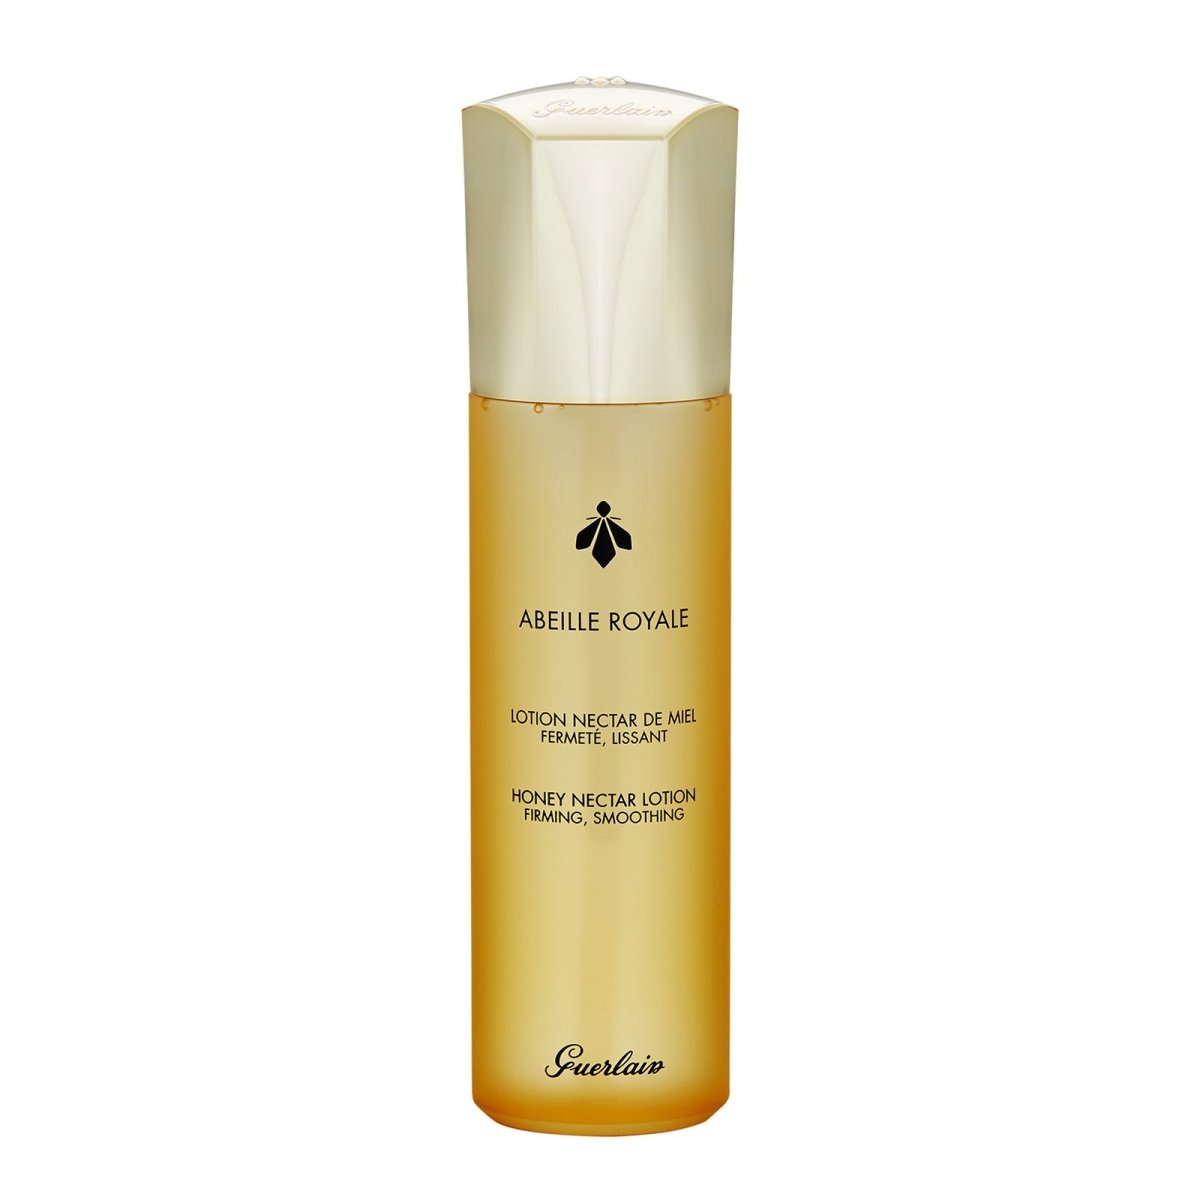 Guerlain
ABEILLE ROYALE
LOTION NECTAR DE MIEL
FERMETÉ, LISSANT
HONEY NECTAR LOTION
FIRMING, SMOOTHING
Guerlain